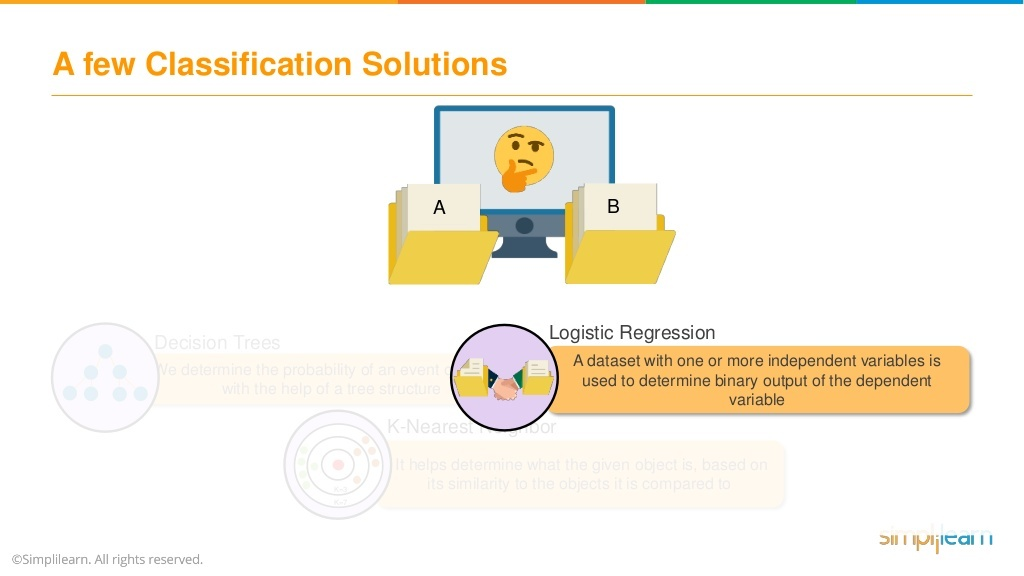 A few Classification Solutions
A
B
Logistic Regression
A dataset with one or more independent variables is
used to determine binary output of the dependent
variable
Decision Trees
We determine the probability of an event
with the help of a tree structure
K-Nearest Neighbor
It helps determine what the given object is, based on
its similarity to the objects it is compared to
simplilearn
©Simplilearn. All rights reserved.